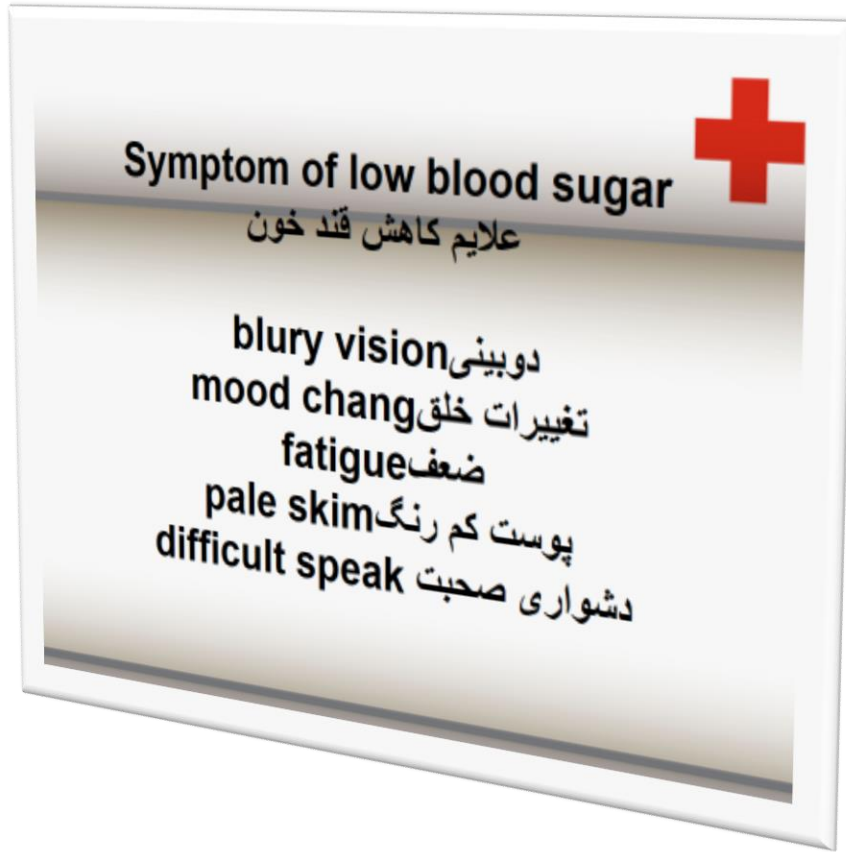 Symptom of low blood sugar
علایم کاهش قند خون
blury visionدوبینی
mood changتغییرات خلق
fatigueضعف
pale skimپوست کم رنگ
difficult speak دشواری صحبت